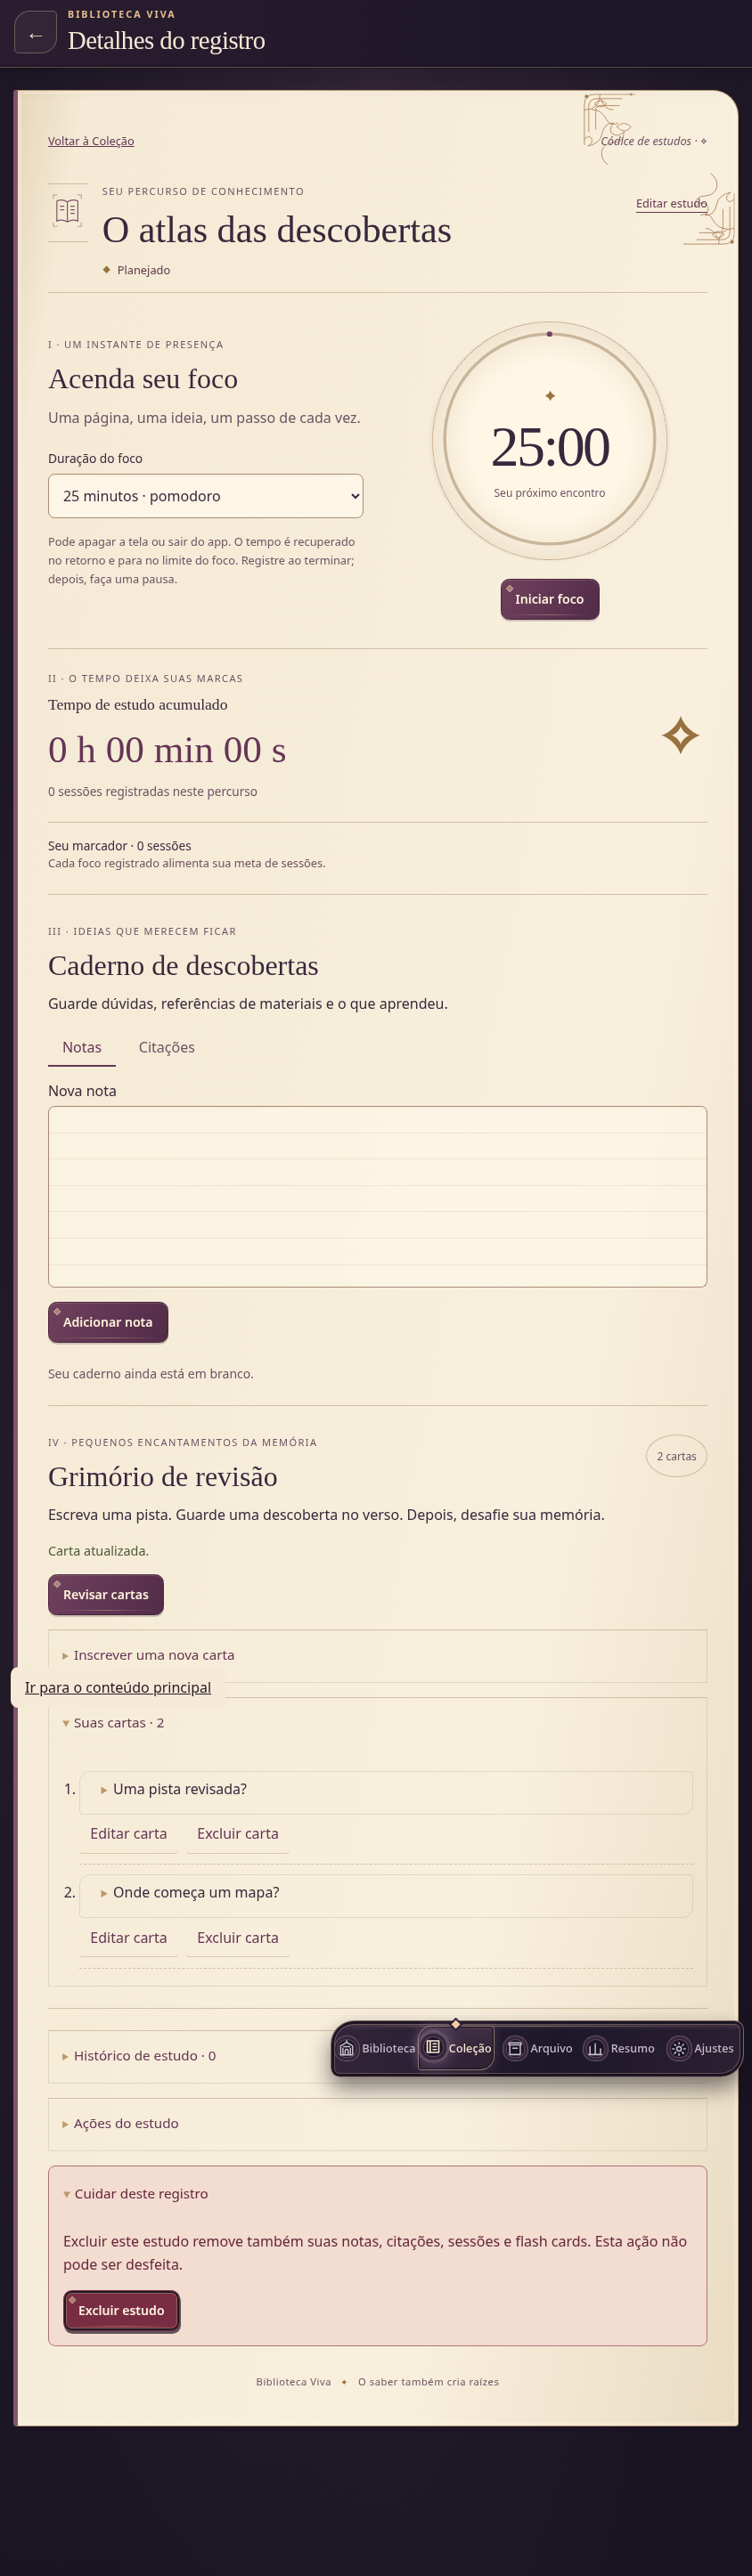 ←
BIBLIOTECA VIVA
Detalhes do registro
Voltar à Coleção
Códice de estudos · ✧
SEU PERCURSO DE CONHECIMENTO
Editar estudo
O atlas das descobertas
Planejado
I · UM INSTANTE DE PRESENÇA
Acenda seu foco
Uma página, uma ideia, um passo de cada vez.
Duração do foco
25 minutos · pomodoro
Pode apagar a tela ou sair do app. O tempo é recuperado
no retorno e para no limite do foco. Registre ao terminar;
depois, faça uma pausa.
25:00
Seu próximo encontro
Iniciar foco
II · O TEMPO DEIXA SUAS MARCAS
Tempo de estudo acumulado
0 h 00 min 00 s
0 sessões registradas neste percurso
Seu marcador · 0 sessões
Cada foco registrado alimenta sua meta de sessões.
III · IDEIAS QUE MERECEM FICAR
Caderno de descobertas
Guarde dúvidas, referências de materiais e o que aprendeu.
Notas Citações
Nova nota
Adicionar nota
Seu caderno ainda está em branco.
IV · PEQUENOS ENCANTAMENTOS DA MEMÓRIA
2 cartas
Grimório de revisão
Escreva uma pista. Guarde uma descoberta no verso. Depois, desafie sua memória.
Carta atualizada.
Revisar cartas
Inscrever uma nova carta
Ir para o conteúdo principal
Suas cartas · 2
1. Uma pista revisada?
Editar carta Excluir carta
2. Onde começa um mapa?
Editar carta Excluir carta
Biblioteca Coleção Arquivo Resumo Ajustes
Histórico de estudo · 0
Ações do estudo
Cuidar deste registro
Excluir este estudo remove também suas notas, citações, sessões e flash cards. Esta ação não
pode ser desfeita.
Excluir estudo
Biblioteca Viva ✦ O saber também cria raízes